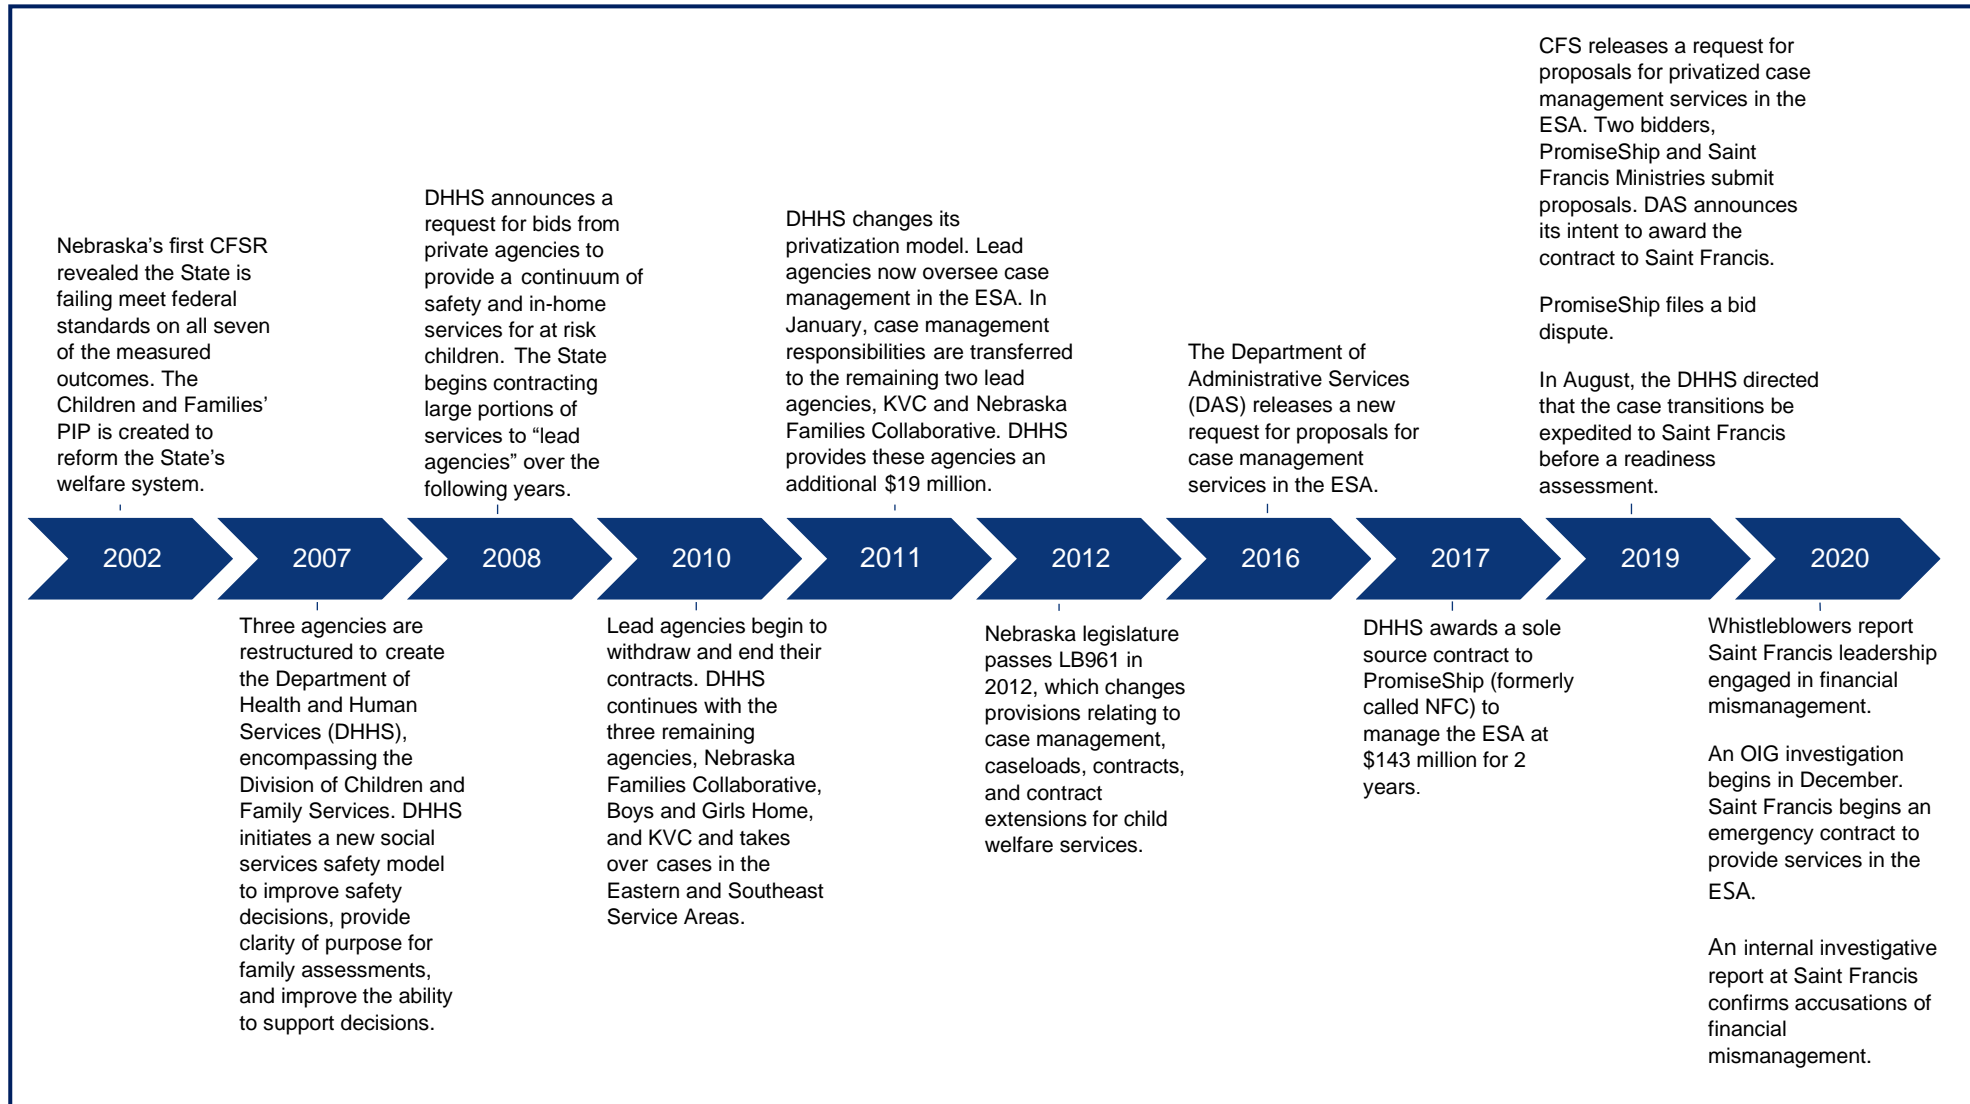 Nebraska’s first CFSR
revealed the State is
failing meet federal
standards on all seven
of the measured
outcomes. The
Children and Families’
PIP is created to
reform the State’s
welfare system.
DHHS announces a
request for bids from
private agencies to
provide a continuum of
safety and in-home
services for at risk
children. The State
begins contracting
large portions of
services to “lead
agencies” over the
following years.
DHHS changes its
privatization model. Lead
agencies now oversee case
management in the ESA. In
January, case management
responsibilities are transferred
to the remaining two lead
agencies, KVC and Nebraska
Families Collaborative. DHHS
provides these agencies an
additional $19 million.
The Department of
Administrative Services
(DAS) releases a new
request for proposals for
case management
services in the ESA.
CFS releases a request for
proposals for privatized case
management services in the
ESA. Two bidders,
PromiseShip and Saint
Francis Ministries submit
proposals. DAS announces
its intent to award the
contract to Saint Francis.
PromiseShip files a bid
dispute.
In August, the DHHS directed
that the case transitions be
expedited to Saint Francis
before a readiness
assessment.
2002
2007
2008
2010
2011
2012
2016
2017
2019
2020
Three agencies are
restructured to create
the Department of
Health and Human
Services (DHHS),
encompassing the
Division of Children and
Family Services. DHHS
initiates a new social
services safety model
to improve safety
decisions, provide
clarity of purpose for
family assessments,
and improve the ability
to support decisions.
Lead agencies begin to
withdraw and end their
contracts. DHHS
continues with the
three remaining
agencies, Nebraska
Families Collaborative,
Boys and Girls Home,
and KVC and takes
over cases in the
Eastern and Southeast
Service Areas.
Nebraska legislature
passes LB961 in
2012, which changes
provisions relating to
case management,
caseloads, contracts,
and contract
extensions for child
welfare services.
DHHS awards a sole
source contract to
PromiseShip (formerly
called NFC) to
manage the ESA at
$143 million for 2
years.
Whistleblowers report
Saint Francis leadership
engaged in financial
mismanagement.
An OIG investigation
begins in December.
Saint Francis begins an
emergency contract to
provide services in the
ESA.
An internal investigative
report at Saint Francis
confirms accusations of
financial
mismanagement.